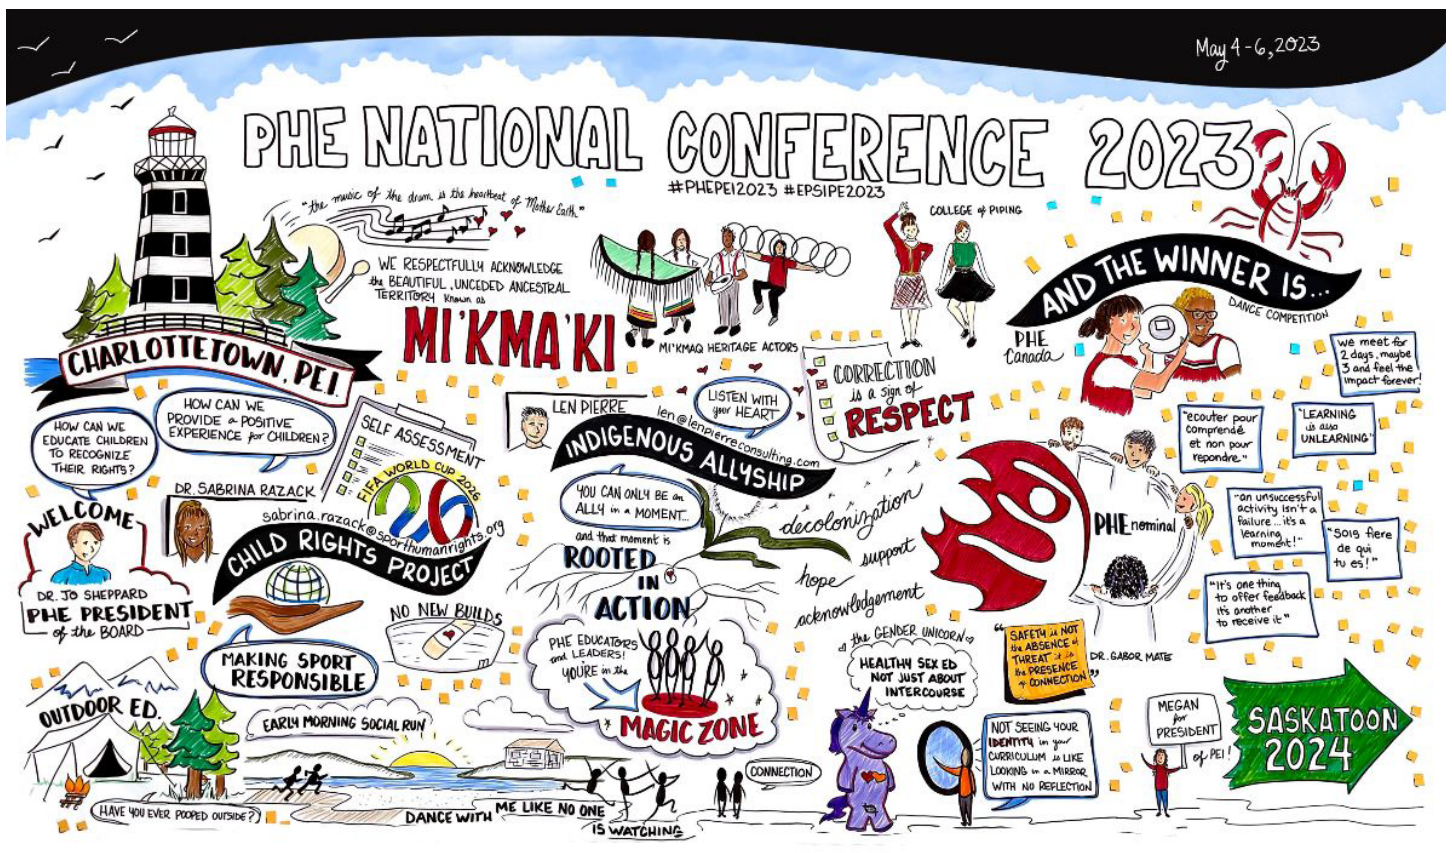 May 4-6, 2023
PHE NATIONAL CONFERENCE 2023
#PHEPEI2023 #EPSIPE2023
"the music of the drum is the heartbeat of Mother Earth"
WE RESPECTFULLY ACKNOWLEDGE
the BEAUTIFUL, UNCEDED ANCESTRAL
TERRITORY known as
MI'KMA'KI
MI'KMAQ HERITAGE ACTORS
COLLEGE of PIPING
AND THE WINNER IS...
DANCE COMPETITION
PHE
Canada
CHARLOTTETOWN, P.E.I.
HOW CAN WE
EDUCATE CHILDREN
TO RECOGNIZE
THEIR RIGHTS?
HOW CAN WE
PROVIDE a POSITIVE
EXPERIENCE for CHILDREN?
SELF ASSESSMENT
FIFA WORLD CUP 2026
26
DR. SABRINA RAZACK
sabrina.razack@sporthumanrights.org
CHILD RIGHTS PROJECT
WELCOME
DR. JO SHEPPARD
PHE PRESIDENT
of the BOARD
NO NEW BUILDS
MAKING SPORT
RESPONSIBLE
LEN PIERRE
len@lenpierreconsulting.com
INDIGENOUS ALLYSHIP
LISTEN WITH
your HEART
CORRECTION
is a sign of
RESPECT
YOU CAN ONLY BE an
ALLY in a MOMENT...
and that moment is
ROOTED
IN
ACTION
decolonization
support
hope
acknowledgement
PHE EDUCATORS
and LEADERS!
YOU'RE in the
MAGIC ZONE
PHEnominal
we meet for
2 days, maybe
3 and feel the
impact forever!
"ecouter pour
comprendé
et non pour
repondre."
"LEARNING
is also
UNLEARNING"
"an unsuccessful
activity isn't a
failure... it's a
learning
moment!"
"sois fiere
de qui
tu es!"
"It's one thing
to offer feedback
it's another
to receive it"
the GENDER UNICORN
HEALTHY SEX ED
NOT JUST ABOUT
INTERCOURSE
"SAFETY is NOT
the ABSENCE of
THREAT it is
the PRESENCE
of CONNECTION"
DR. GABOR MATE
NOT SEEING YOUR
IDENTITY in your
CURRICULUM is LIKE
LOOKING in a MIRROR
WITH NO REFLECTION
MEGAN
for
PRESIDENT
of PEI!
SASKATOON
2024
OUTDOOR ED.
EARLY MORNING SOCIAL RUN
HAVE YOU EVER POOPED OUTSIDE?
DANCE WITH ME LIKE NO ONE
IS WATCHING
CONNECTION